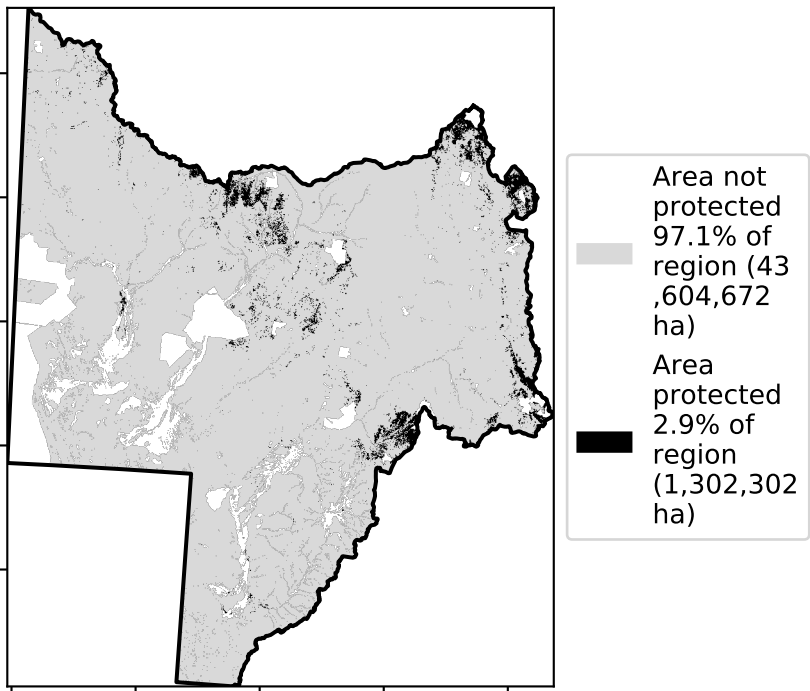 Area not
protected
97.1% of
region (43
,604,672
ha)
Area
protected
2.9% of
region
(1,302,302
ha)